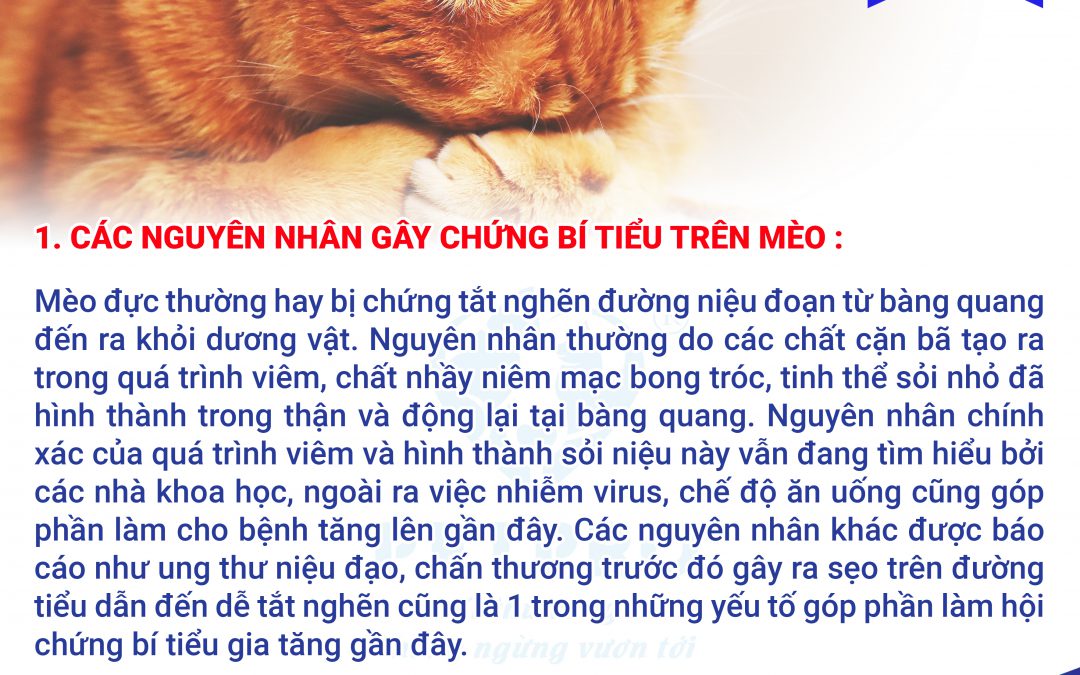 1. CÁC NGUYÊN NHÂN GÂY CHỨNG BÍ TIỂU TRÊN MÈO :
Mèo đực thường hay bị chứng tắt nghẽn đường niệu đoạn từ bàng quang
đến ra khỏi dương vật. Nguyên nhân thường do các chất cặn bã tạo ra
trong quá trình viêm, chất nhầy niêm mạc bong tróc, tinh thể sỏi nhỏ đã
hình thành trong thận và động lại tại bàng quang. Nguyên nhân chính
xác của quá trình viêm và hình thành sỏi niệu này vẫn đang tìm hiểu bởi
các nhà khoa học, ngoài ra việc nhiễm virus, chế độ ăn uống cũng góp
phần làm cho bệnh tăng lên gần đây. Các nguyên nhân khác được báo
cáo như ung thư niệu đạo, chấn thương trước đó gây ra sẹo trên đường
tiểu dẫn đến dễ tắt nghẽn cũng là 1 trong những yếu tố góp phần làm hội
chứng bí tiểu gia tăng gần đây.
ngừng vươn tới